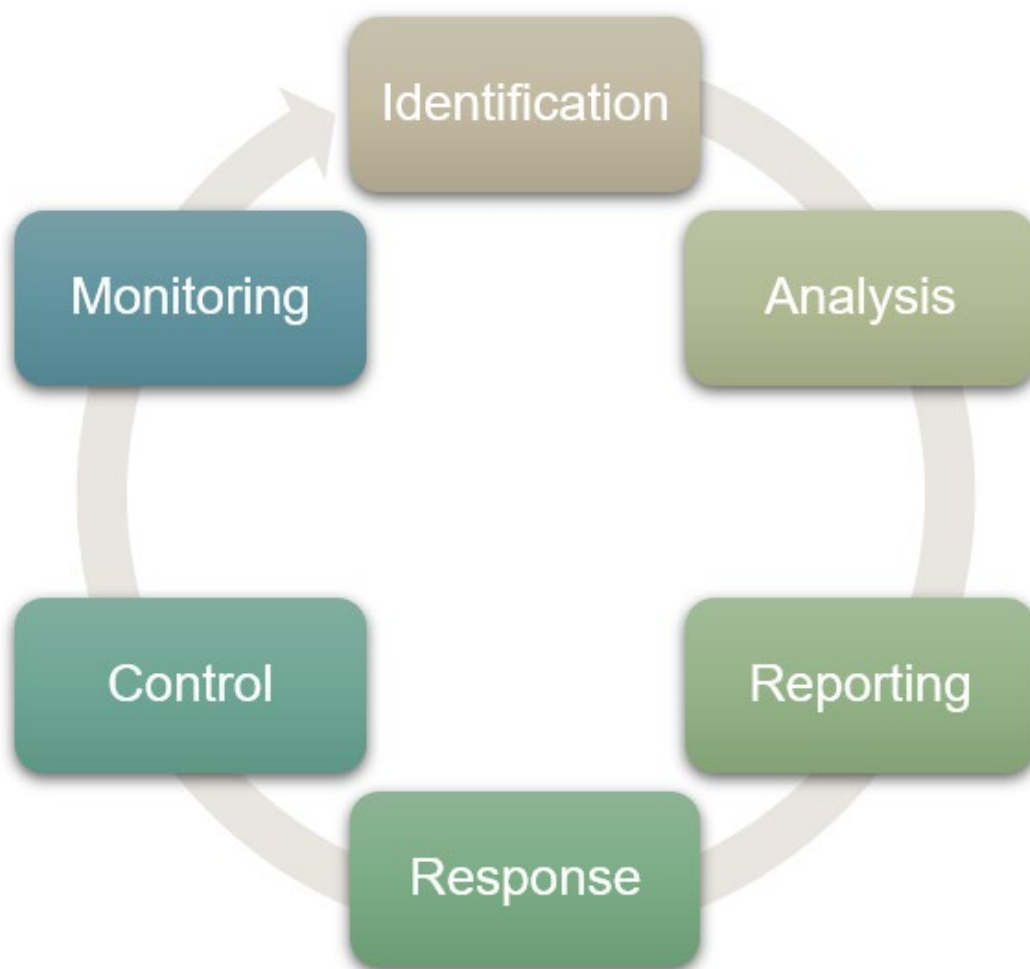 Identification
Analysis
Reporting
Response
Control
Monitoring